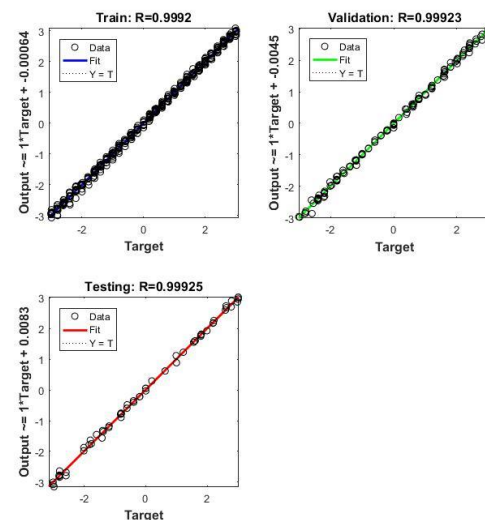 Train: R=0.9992
Output ~= 1*Target + -0.00064
3
2
1
0
-1
-2
-3
Data
Fit
Y = T
-2
0
2
Target
Validation: R=0.99923
Output ~= 1*Target + -0.0045
3
2
1
0
-1
-2
-3
Data
Fit
Y = T
-2
0
2
Target
Testing: R=0.99925
Output ~= 1*Target + 0.0083
3
2
1
0
-1
-2
-3
Data
Fit
Y = T
-2
0
2
Target